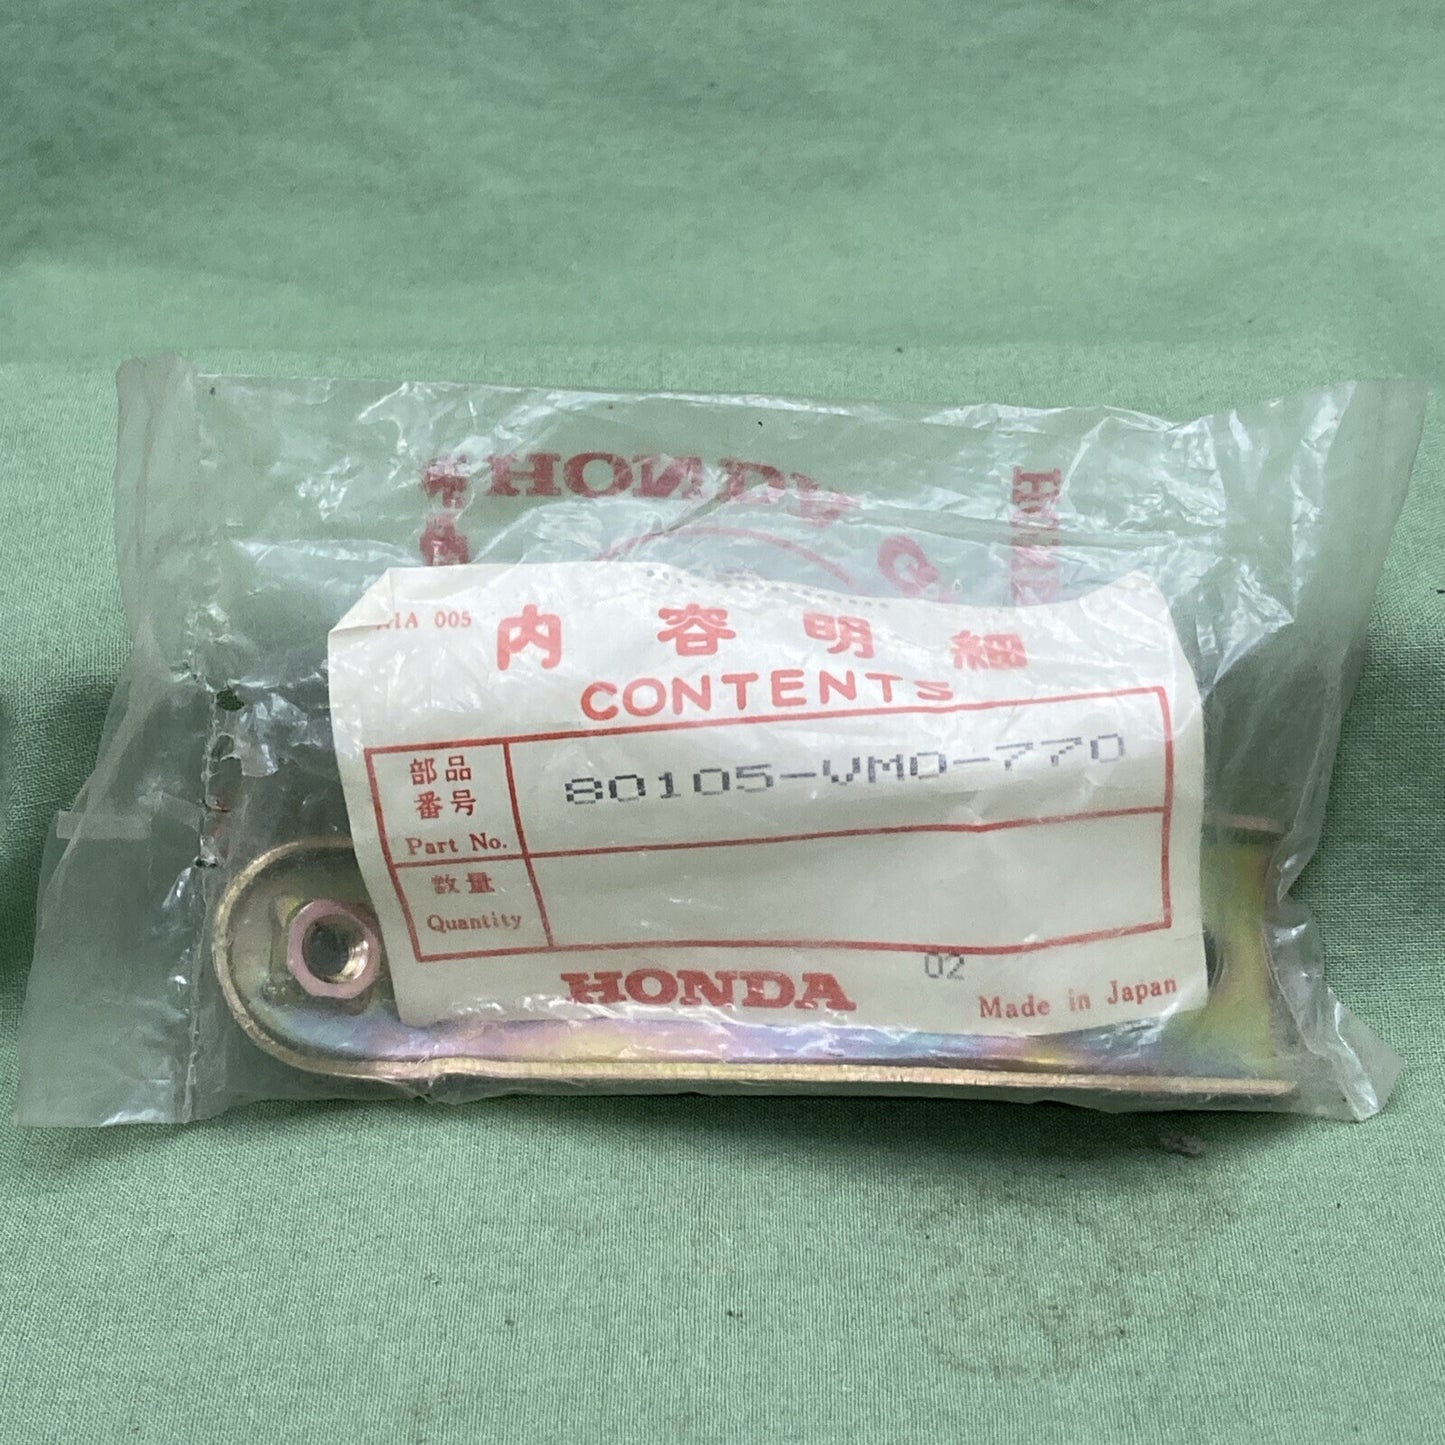 HONDA
005
内容明細
CONTENTS
部品
番号
Part No.
80105-VM0-770
数量
Quantity
02
HONDA
Made in Japan